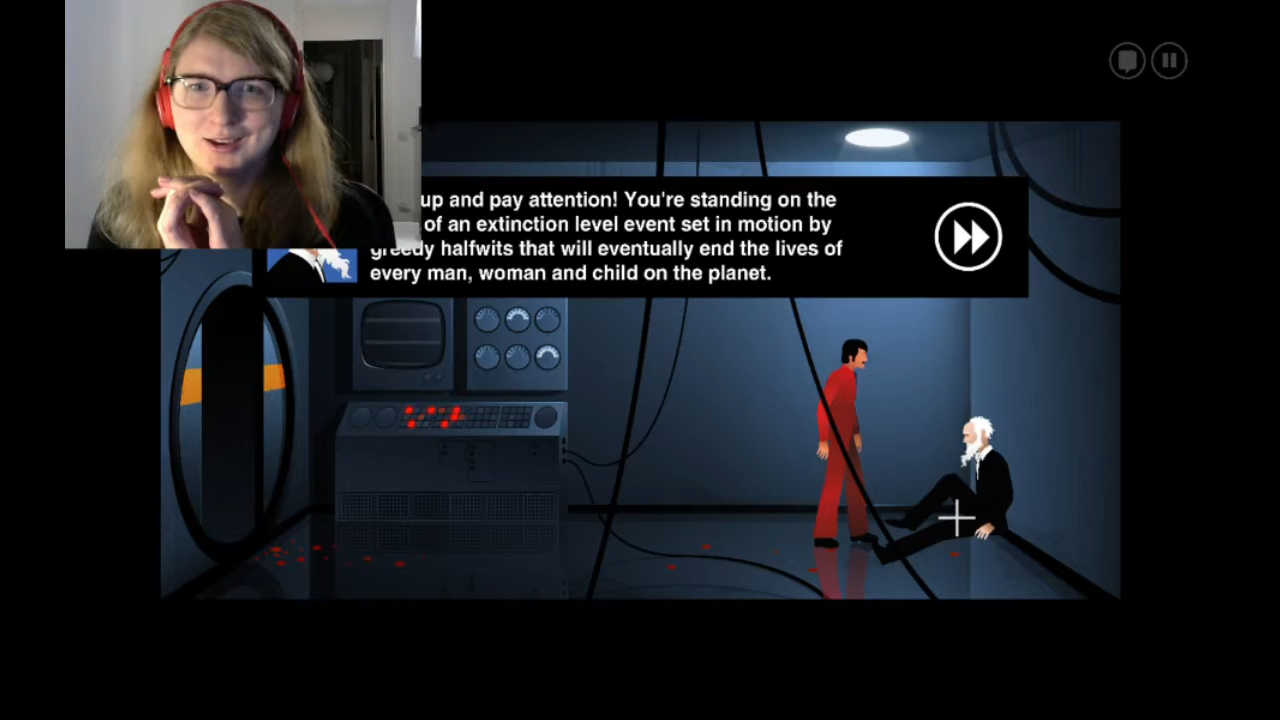 up and pay attention! You're standing on the
of an extinction level event set in motion by
greedy halfwits that will eventually end the lives of
every man, woman and child on the planet.